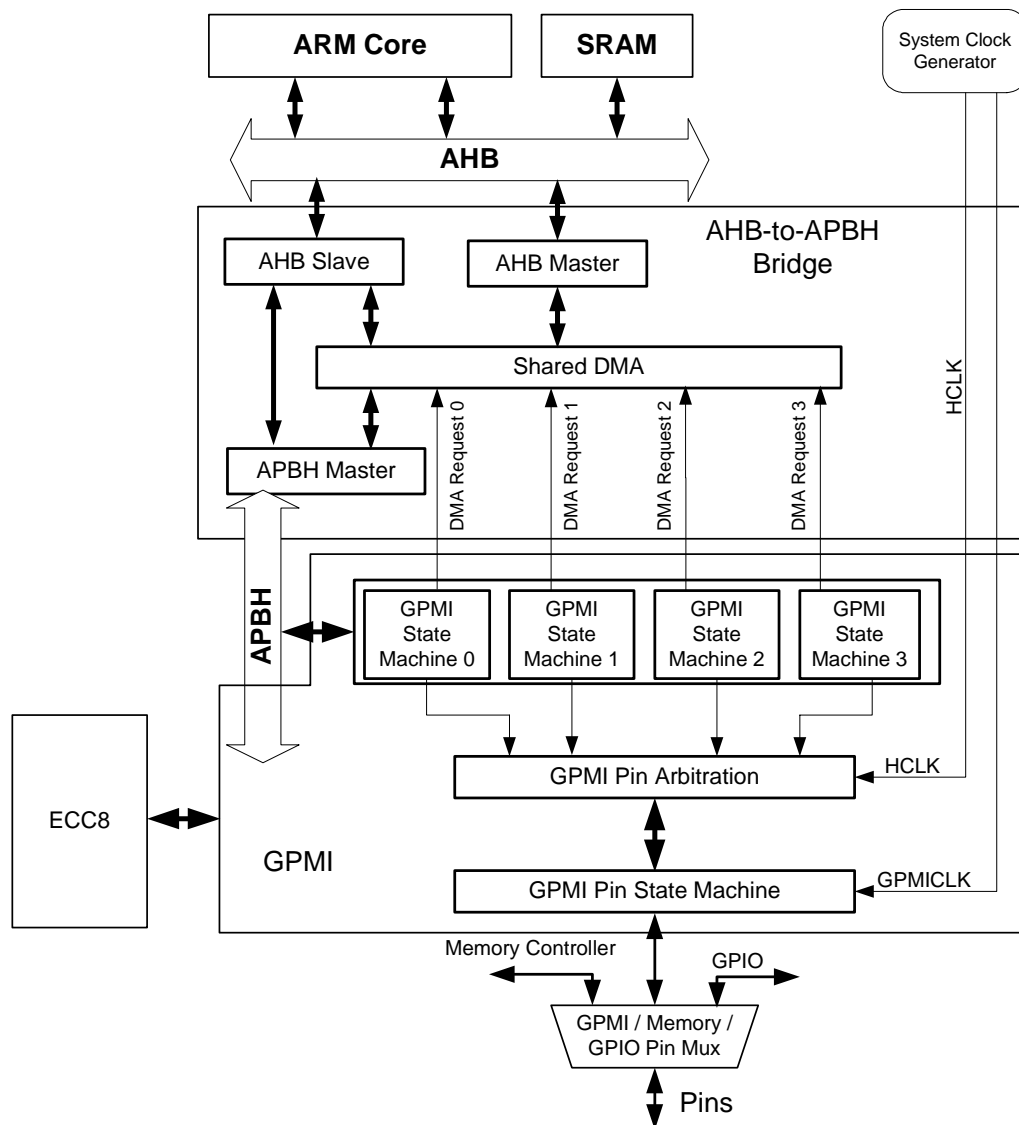 ARM Core
SRAM
System Clock
Generator
AHB
AHB-to-APBH
Bridge
AHB Slave
AHB Master
Shared DMA
HCLK
DMA Request 0
DMA Request 1
DMA Request 2
DMA Request 3
APBH Master
APBH
GPMI
State
Machine 0
GPMI
State
Machine 1
GPMI
State
Machine 2
GPMI
State
Machine 3
GPMI Pin Arbitration
HCLK
ECC8
GPMI
GPMI Pin State Machine
GPMICLK
Memory Controller
GPIO
GPMI / Memory /
GPIO Pin Mux
Pins